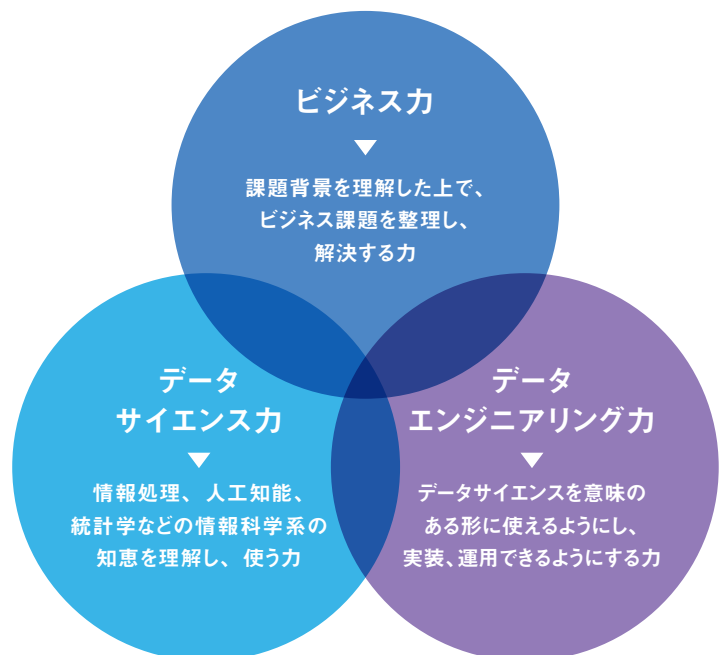 ビジネス力
課題背景を理解した上で、
ビジネス課題を整理し、
解決する力
データ
サイエンス力
情報処理、人工知能、
統計学などの情報科学系の
知恵を理解し、使う力
データ
エンジニアリング力
データサイエンスを意味の
ある形に使えるようにし、
実装、運用できるようにする力